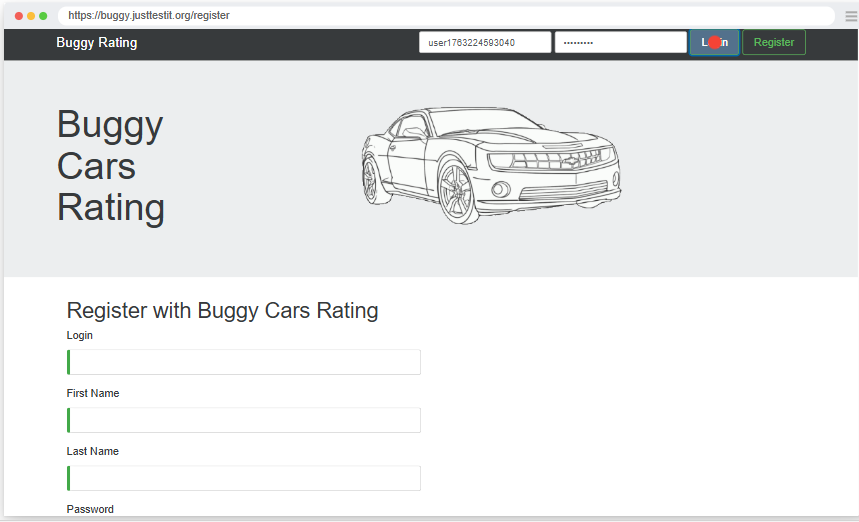 https://buggy.justtestit.org/register
Buggy Rating
user1763224593040
Register
Buggy
Cars
Rating
Register with Buggy Cars Rating
Login
First Name
Last Name
Password